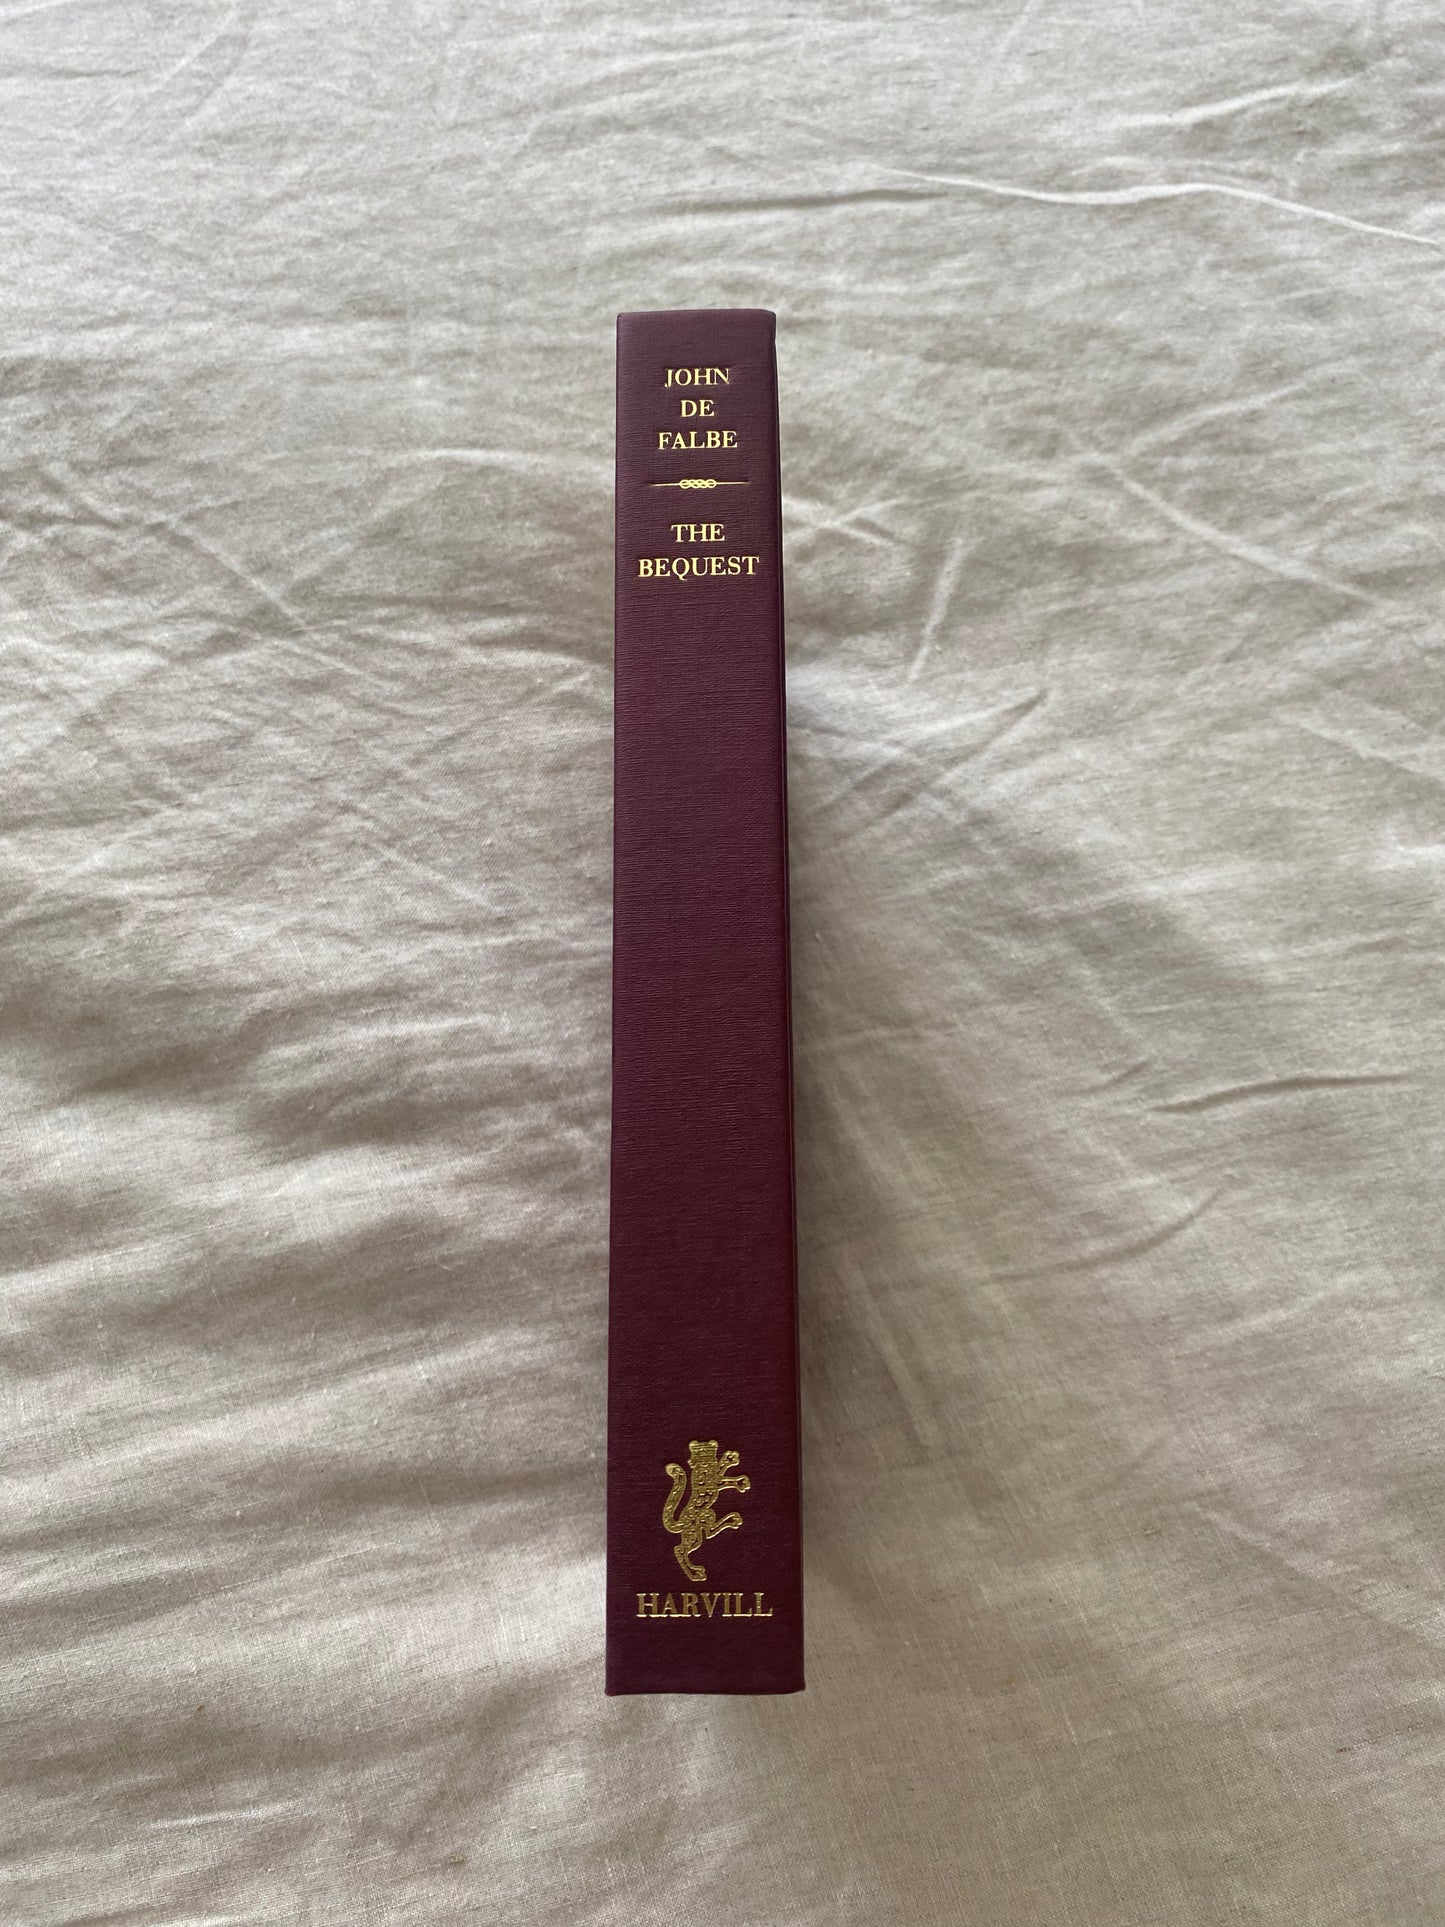 JOHN
DE
FALBE
THE
BEQUEST
HARVILL